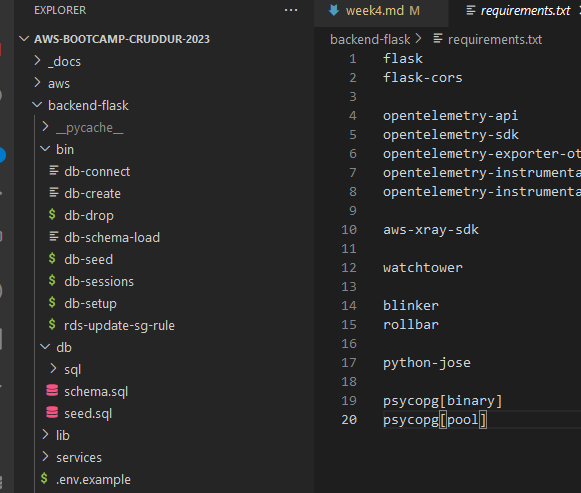 EXPLORER
AWS-BOOTCAMP-CRUDDUR-2023
_docs
aws
backend-flask
__pycache__
bin
db-connect
db-create
db-drop
db-schema-load
db-seed
db-sessions
db-setup
rds-update-sg-rule
db
sql
schema.sql
seed.sql
lib
services
.env.example
week4.md M
requirements.txt
backend-flask > requirements.txt
1 flask
2 flask-cors
3
4 opentelemetry-api
5 opentelemetry-sdk
6 opentelemetry-exporter-ot
7 opentelemetry-instrumenta
8 opentelemetry-instrumenta
9
10 aws-xray-sdk
11
12 watchtower
13
14 blinker
15 rollbar
16
17 python-jose
18
19 psycopg[binary]
20 psycopg[pool]